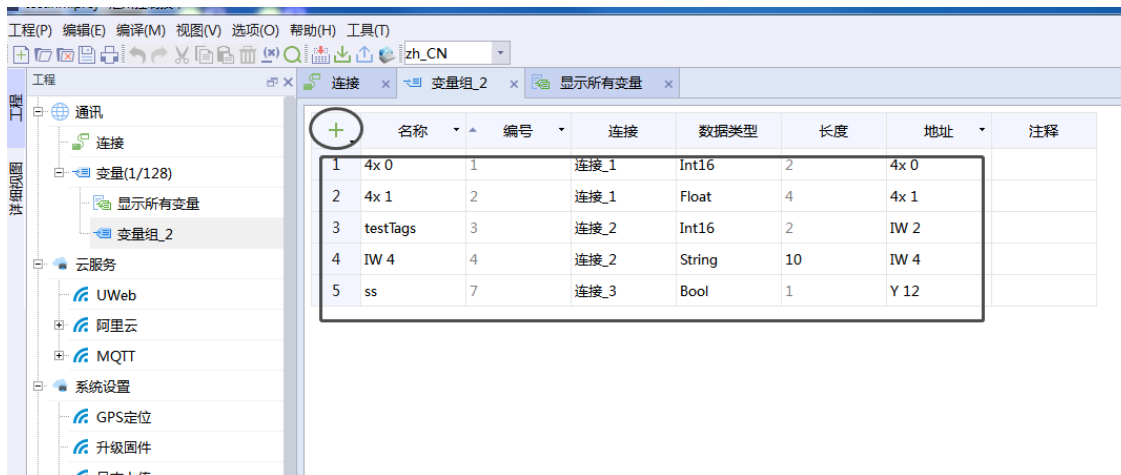 工程(P) 编辑(E) 编译(M) 视图(V) 选项(O) 帮助(H) 工具(T)
zh_CN
工程
详细视图
工程
通讯
连接
变量(1/128)
显示所有变量
变量组_2
云服务
UWeb
阿里云
MQTT
系统设置
GPS定位
升级固件
连接 × 变量组_2 × 显示所有变量 ×
名称 编号 连接 数据类型 长度 地址 注释
1 4x 0 1 连接_1 Int16 2 4x 0
2 4x 1 2 连接_1 Float 4 4x 1
3 testTags 3 连接_2 Int16 2 IW 2
4 IW 4 4 连接_2 String 10 IW 4
5 ss 7 连接_3 Bool 1 Y 12